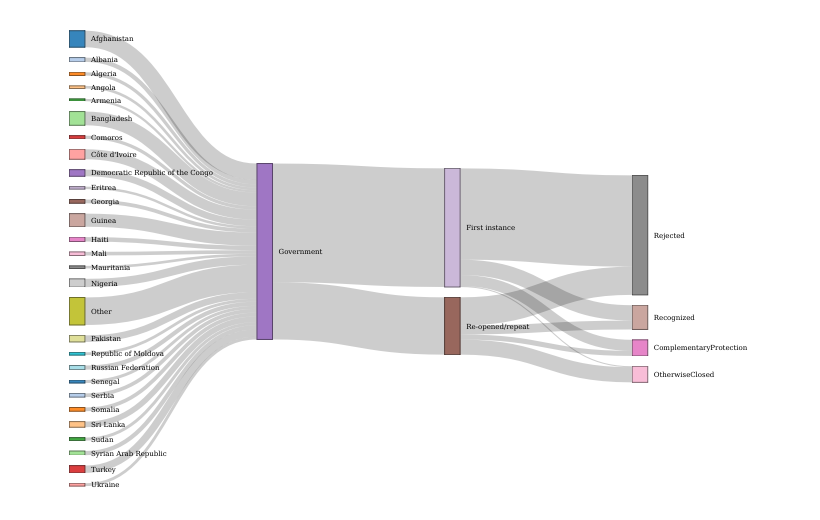 Afghanistan
Albania
Algeria
Angola
Armenia
Bangladesh
Comoros
Côte d'Ivoire
Democratic Republic of the Congo
Eritrea
Georgia
Guinea
Haiti
Mali
Mauritania
Nigeria
Other
Pakistan
Republic of Moldova
Russian Federation
Senegal
Serbia
Somalia
Sri Lanka
Sudan
Syrian Arab Republic
Turkey
Ukraine
Government
First instance
Re-opened/repeat
Rejected
Recognized
ComplementaryProtection
OtherwiseClosed